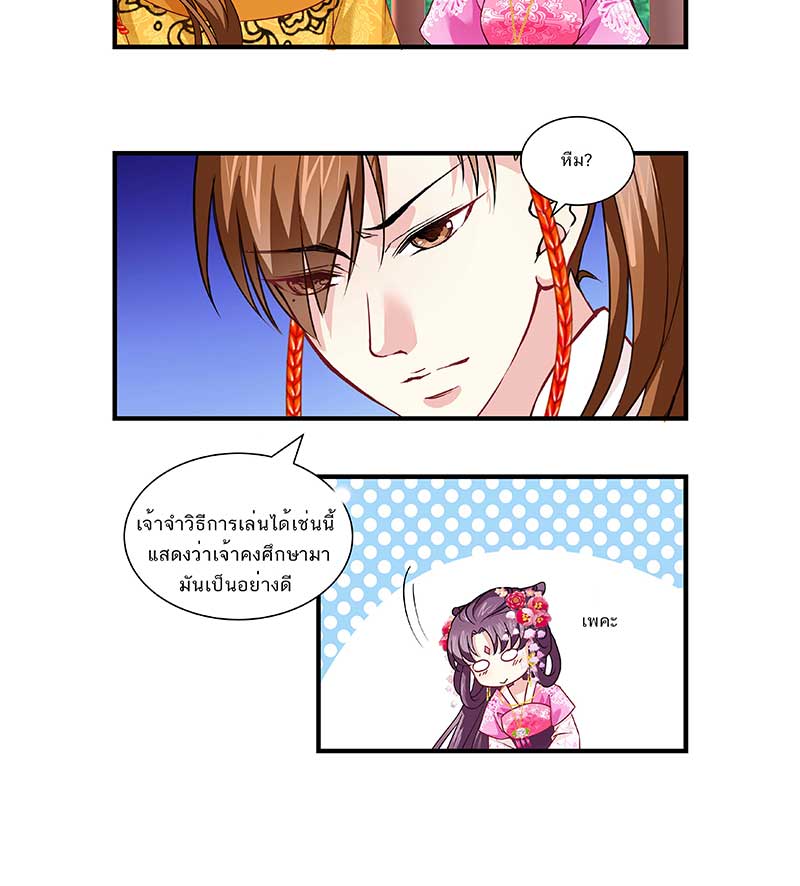 หืม?
เจ้าจำวิธีการเล่นได้เช่นนี้
แสดงว่าเจ้าคงศึกษามา
มันเป็นอย่างดี
เพคะ